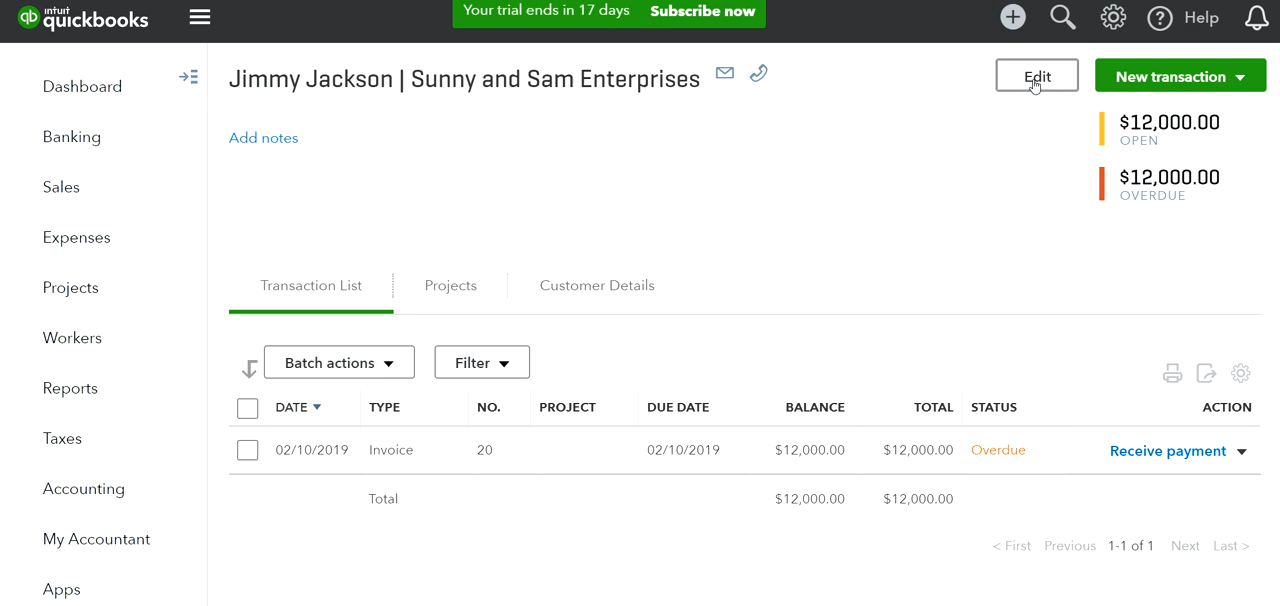 intuit
quickbooks
Your trial ends in 17 days Subscribe now
Help
Dashboard
Banking
Sales
Expenses
Projects
Workers
Reports
Taxes
Accounting
My Accountant
Apps
Jimmy Jackson | Sunny and Sam Enterprises
Edit
New transaction
Add notes
$12,000.00
OPEN
$12,000.00
OVERDUE
Transaction List Projects Customer Details
Batch actions Filter
DATE TYPE NO. PROJECT DUE DATE BALANCE TOTAL STATUS ACTION
02/10/2019 Invoice 20 02/10/2019 $12,000.00 $12,000.00 Overdue Receive payment
Total $12,000.00 $12,000.00
< First Previous 1-1 of 1 Next Last >